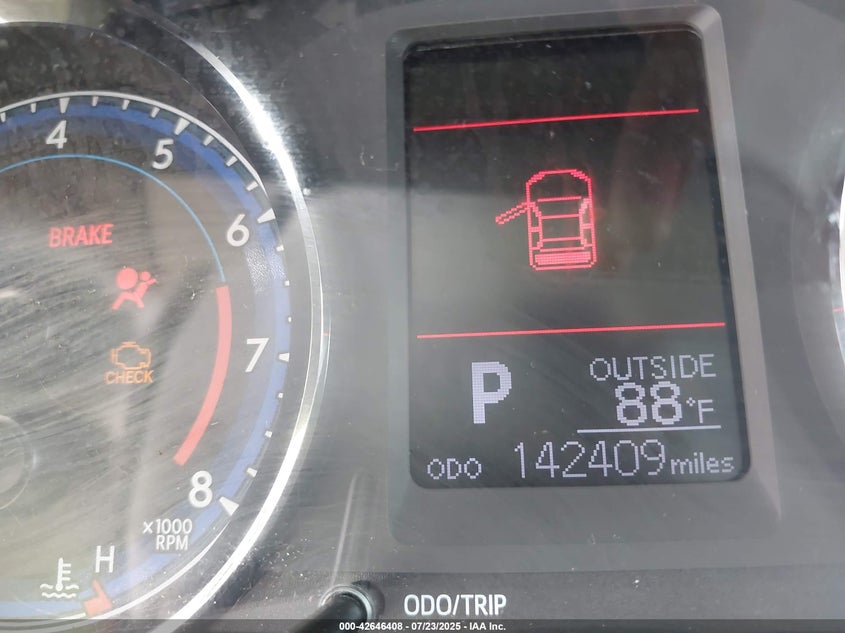 4
5
6
7
8
BRAKE
CHECK
x1000
RPM
H
P
OUTSIDE
88°F
ODO 142409 miles
ODO/TRIP
000-42646408 - 07/23/2025 - IAA Inc.